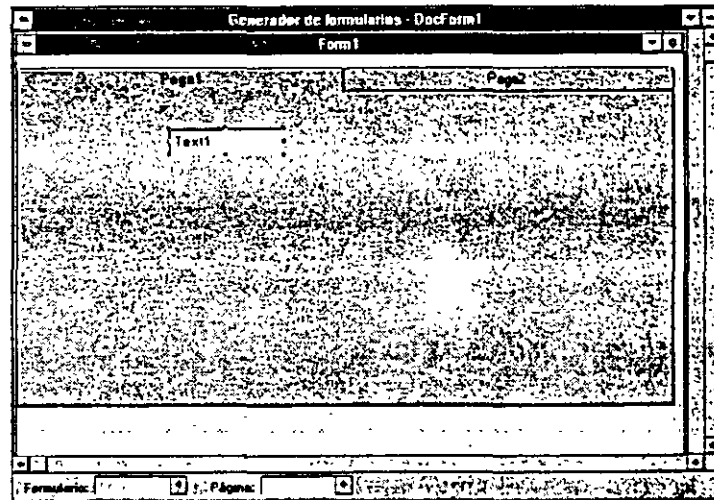 Generador de formularios - DocForm1
Form1
Page1 Page2
Text1
Formulario: Página: